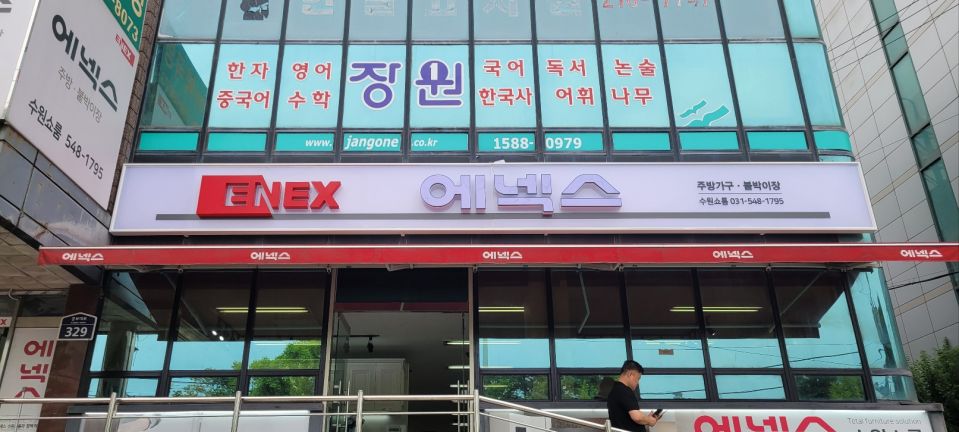 8073
ENEX
에넥스
주방 · 붙박이장
수원쇼룸 548-1795
한자 영어 장원 국어 독서 논술
중국어 수학 한국사 어휘 나무
www.jangone.co.kr 1588-0979
ENEX 에넥스 주방가구 · 붙박이장
수원쇼룸 031-548-1795
에넥스 에넥스 에넥스 에넥스 에넥스
329
에넥스
에넥스
Total furniture solution